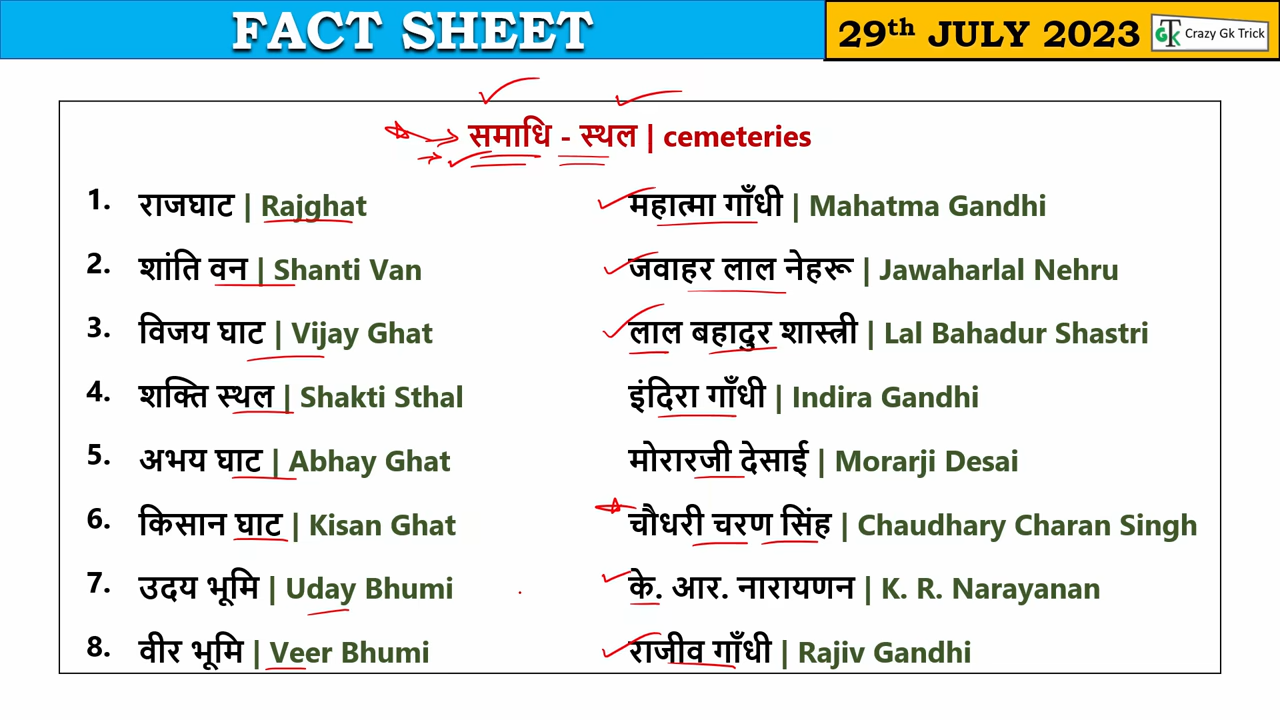 FACT SHEET
29th JULY 2023
GTK Crazy Gk Trick
समाधि - स्थल | cemeteries
1. राजघाट | Rajghat महात्मा गाँधी | Mahatma Gandhi
2. शांति वन | Shanti Van जवाहर लाल नेहरू | Jawaharlal Nehru
3. विजय घाट | Vijay Ghat लाल बहादुर शास्त्री | Lal Bahadur Shastri
4. शक्ति स्थल | Shakti Sthal इंदिरा गाँधी | Indira Gandhi
5. अभय घाट | Abhay Ghat मोरारजी देसाई | Morarji Desai
6. किसान घाट | Kisan Ghat चौधरी चरण सिंह | Chaudhary Charan Singh
7. उदय भूमि | Uday Bhumi के. आर. नारायणन | K. R. Narayanan
8. वीर भूमि | Veer Bhumi राजीव गाँधी | Rajiv Gandhi